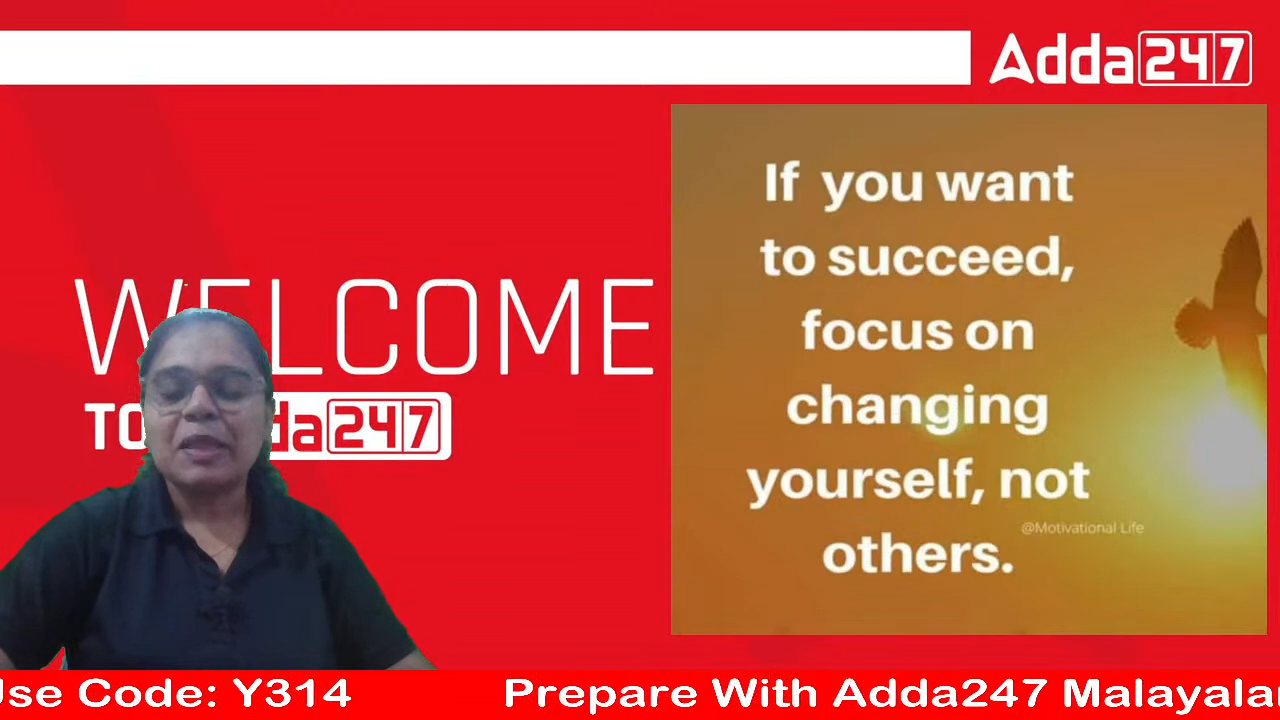 Adda247
If you want
to succeed,
focus on
changing
yourself, not
others.
@Motivational Life
WELCOME
TO
da247
Use Code: Y314 Prepare With Adda247